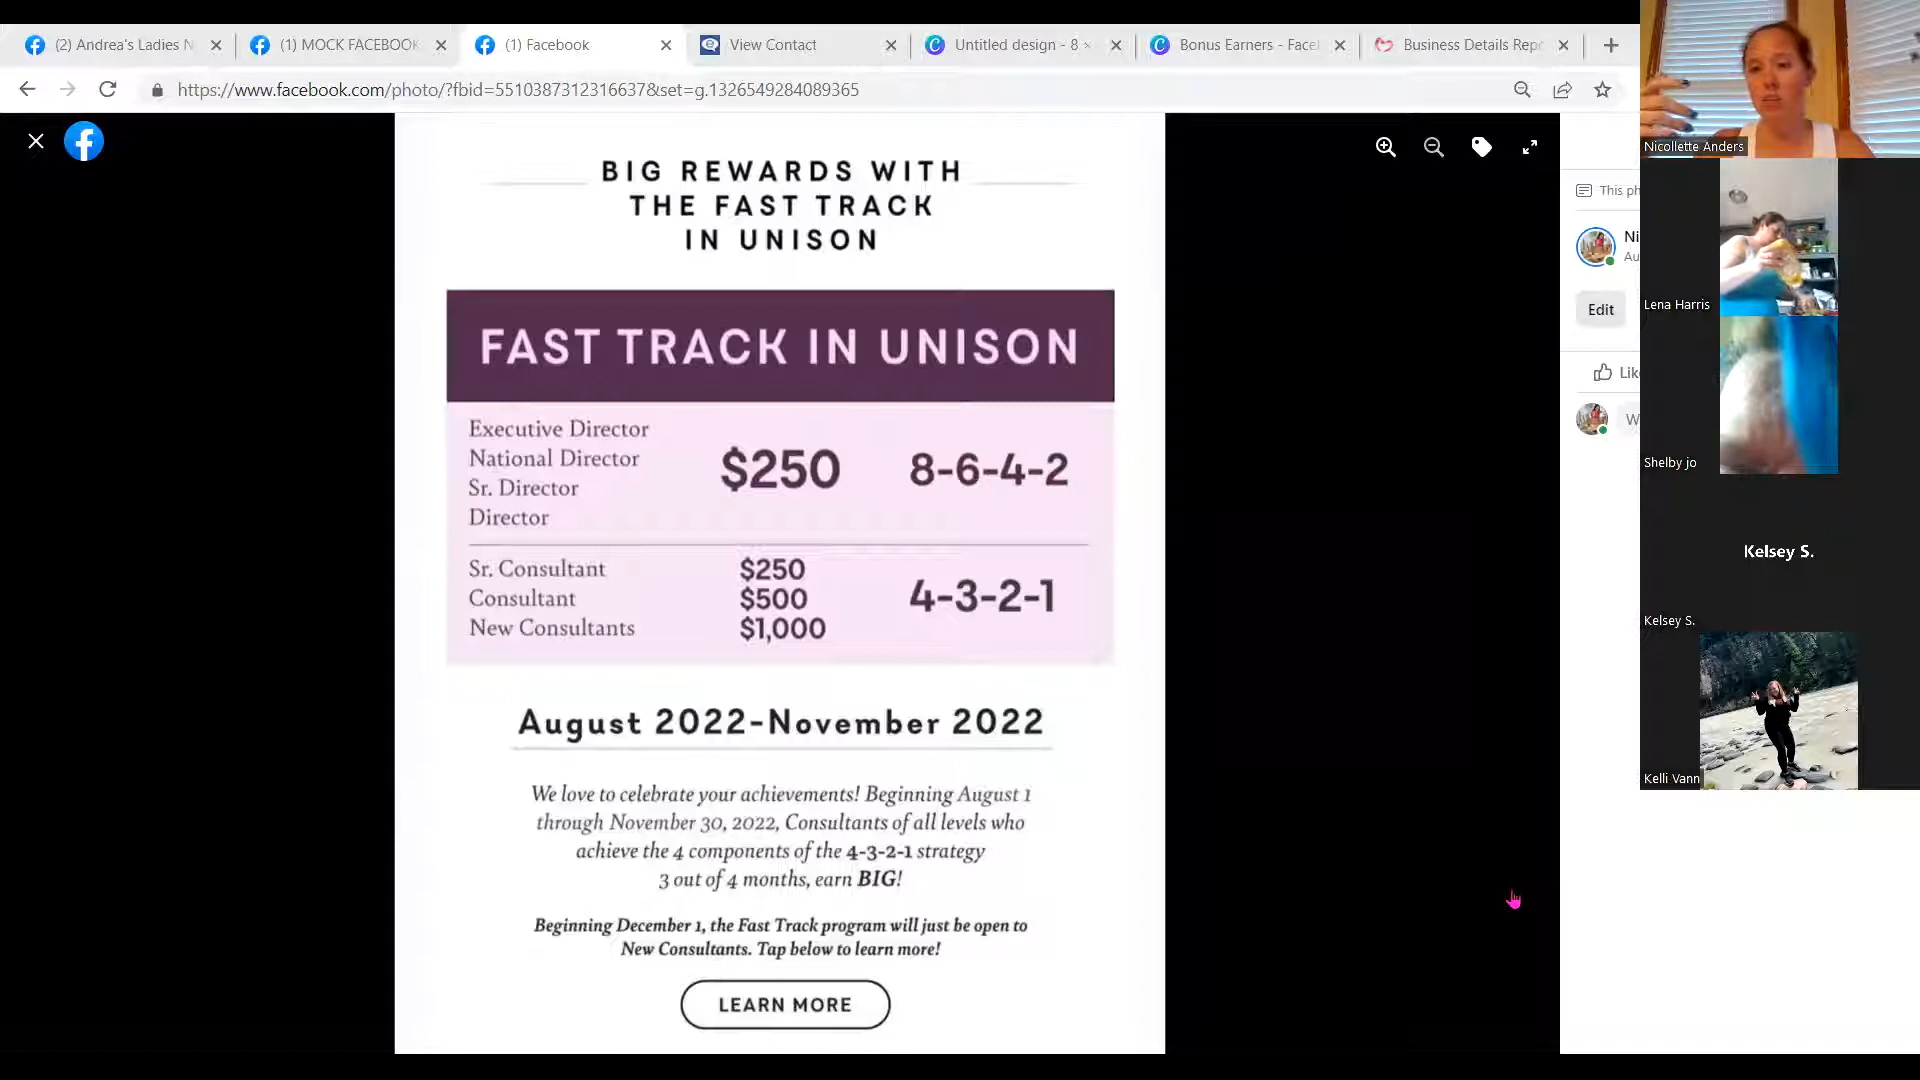 (2) Andrea's Ladies N
(1) MOCK FACEBOOK
(1) Facebook
View Contact
Untitled design - 8
Bonus Earners - Face
Business Details Repo
https://www.facebook.com/photo/?fbid=5510387312316637&set=g.1326549284089365
BIG REWARDS WITH
THE FAST TRACK
IN UNISON
FAST TRACK IN UNISON
Executive Director
National Director
Sr. Director
Director
$250
8-6-4-2
Sr. Consultant
Consultant
New Consultants
$250
$500
$1,000
4-3-2-1
August 2022-November 2022
We love to celebrate your achievements! Beginning August 1
through November 30, 2022, Consultants of all levels who
achieve the 4 components of the 4-3-2-1 strategy
3 out of 4 months, earn BIG!
Beginning December 1, the Fast Track program will just be open to
New Consultants. Tap below to learn more!
LEARN MORE
This ph
Ni
Au
Edit
Lik
W
Nicollette Anders
Lena Harris
Shelby jo
Kelsey S.
Kelsey S.
Kelli Vann